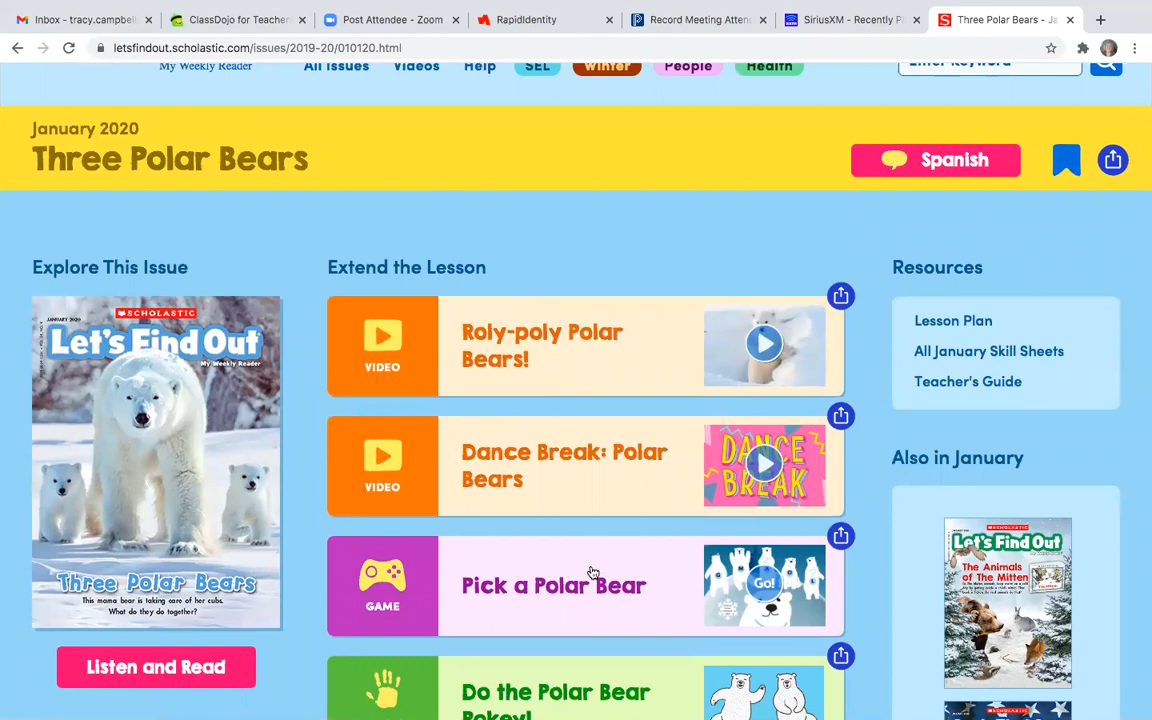 Inbox - tracy.campbel
ClassDojo for Teacher
Post Attendee - Zoom
RapidIdentity
Record Meeting Atten
SiriusXM - Recently P
Three Polar Bears - Ja
letsfindout.scholastic.com/issues/2019-20/010120.html
My Weekly Reader
All Issues
Videos
Help
SEL
Winter
People
Health
Enter Keyword
January 2020
Three Polar Bears
Spanish
Explore This Issue
JANUARY 2020
SCHOLASTIC
Let's Find Out
My Weekly Reader
Three Polar Bears
This mama bear is taking care of her cubs.
What do they do together?
Listen and Read
Extend the Lesson
VIDEO
Roly-poly Polar
Bears!
VIDEO
Dance Break: Polar
Bears
DANCE
BREAK
GAME
Pick a Polar Bear
Go!
Do the Polar Bear
Pokey!
Resources
Lesson Plan
All January Skill Sheets
Teacher's Guide
Also in January
SCHOLASTIC
Let's Find Out
The Animals
of The Mitten